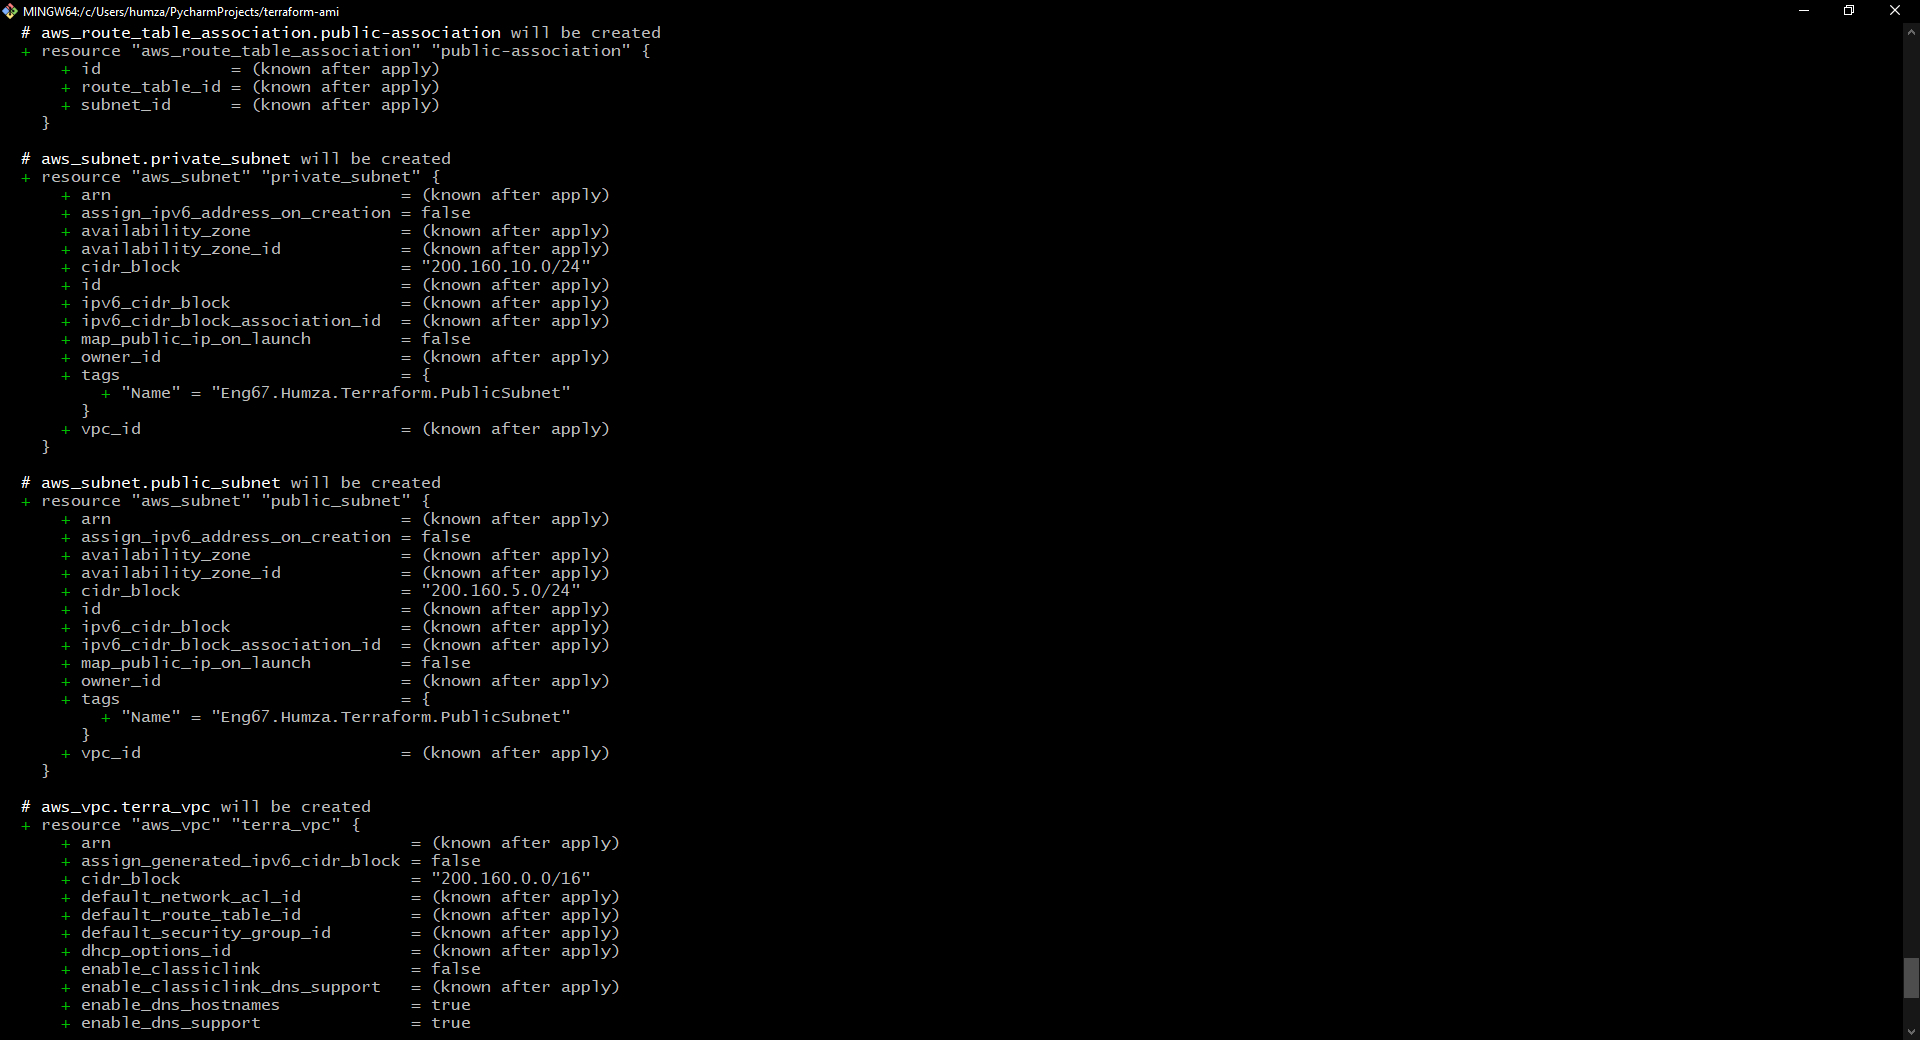 MINGW64:/c/Users/humza/PycharmProjects/terraform-ami
# aws_route_table_association.public-association will be created
+ resource "aws_route_table_association" "public-association" {
    + id             = (known after apply)
    + route_table_id = (known after apply)
    + subnet_id      = (known after apply)
  }
# aws_subnet.private_subnet will be created
+ resource "aws_subnet" "private_subnet" {
    + arn                             = (known after apply)
    + assign_ipv6_address_on_creation = false
    + availability_zone               = (known after apply)
    + availability_zone_id            = (known after apply)
    + cidr_block                      = "200.160.10.0/24"
    + id                              = (known after apply)
    + ipv6_cidr_block                 = (known after apply)
    + ipv6_cidr_block_association_id  = (known after apply)
    + map_public_ip_on_launch         = false
    + owner_id                        = (known after apply)
    + tags                            = {
        + "Name" = "Eng67.Humza.Terraform.PublicSubnet"
      }
    + vpc_id                          = (known after apply)
  }
# aws_subnet.public_subnet will be created
+ resource "aws_subnet" "public_subnet" {
    + arn                             = (known after apply)
    + assign_ipv6_address_on_creation = false
    + availability_zone               = (known after apply)
    + availability_zone_id            = (known after apply)
    + cidr_block                      = "200.160.5.0/24"
    + id                              = (known after apply)
    + ipv6_cidr_block                 = (known after apply)
    + ipv6_cidr_block_association_id  = (known after apply)
    + map_public_ip_on_launch         = false
    + owner_id                        = (known after apply)
    + tags                            = {
        + "Name" = "Eng67.Humza.Terraform.PublicSubnet"
      }
    + vpc_id                          = (known after apply)
  }
# aws_vpc.terra_vpc will be created
+ resource "aws_vpc" "terra_vpc" {
    + arn                              = (known after apply)
    + assign_generated_ipv6_cidr_block = false
    + cidr_block                       = "200.160.0.0/16"
    + default_network_acl_id           = (known after apply)
    + default_route_table_id           = (known after apply)
    + default_security_group_id        = (known after apply)
    + dhcp_options_id                  = (known after apply)
    + enable_classiclink               = false
    + enable_classiclink_dns_support   = (known after apply)
    + enable_dns_hostnames             = true
    + enable_dns_support               = true